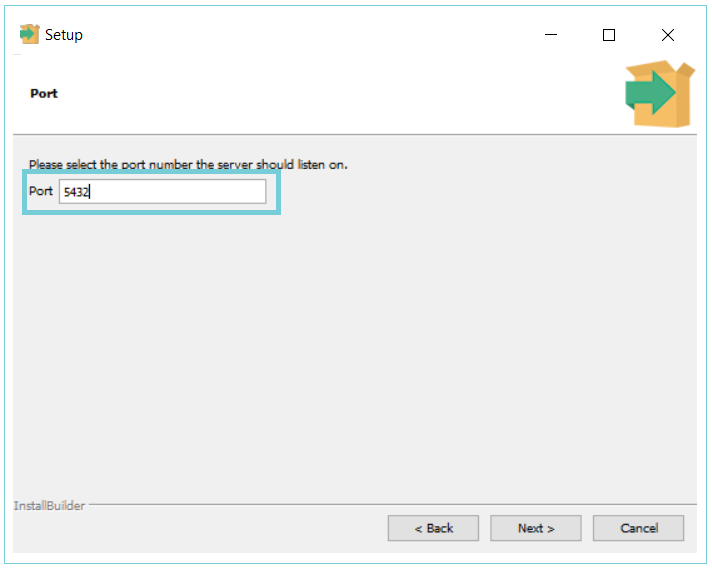 Setup
Port
Please select the port number the server should listen on.
Port 5432
InstallBuilder
< Back Next > Cancel